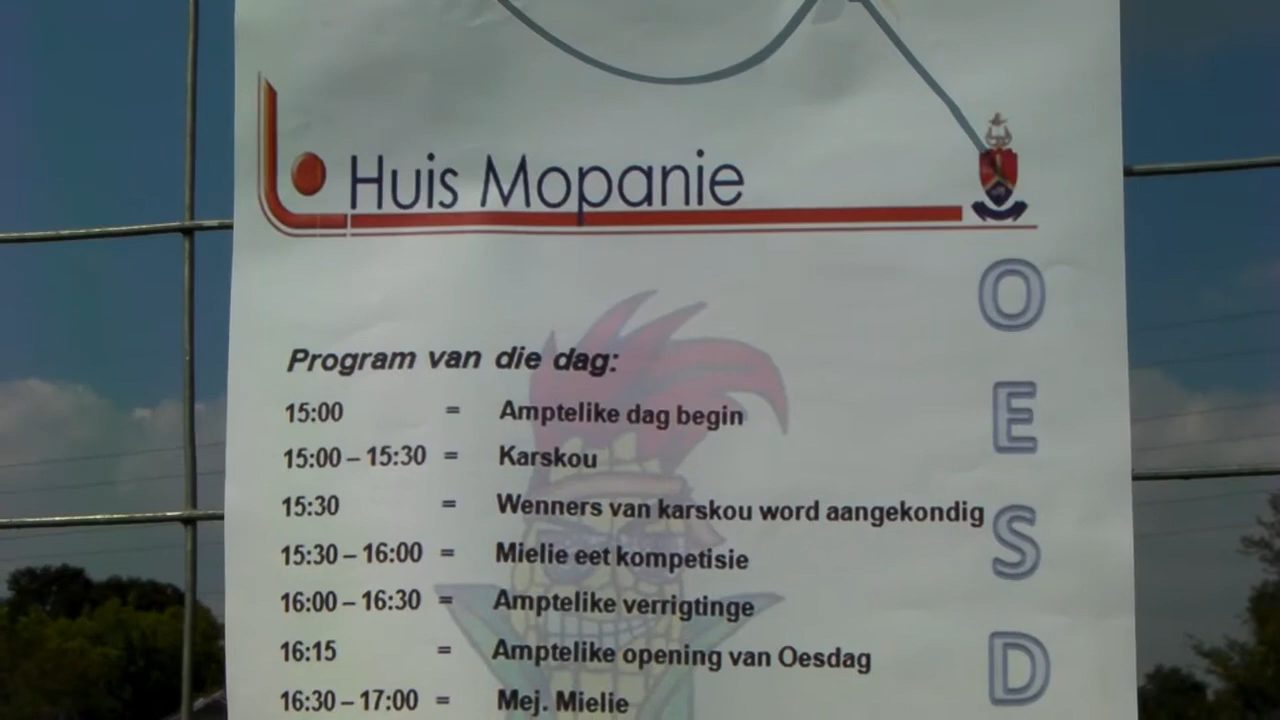 Huis Mopanie
Program van die dag:
15:00 = Amptelike dag begin
15:00 – 15:30 = Karskou
15:30 = Wenners van karskou word aangekondig
15:30 – 16:00 = Mielie eet kompetisie
16:00 – 16:30 = Amptelike verrigtinge
16:15 = Amptelike opening van Oesdag
16:30 – 17:00 = Mej. Mielie
O
E
S
D